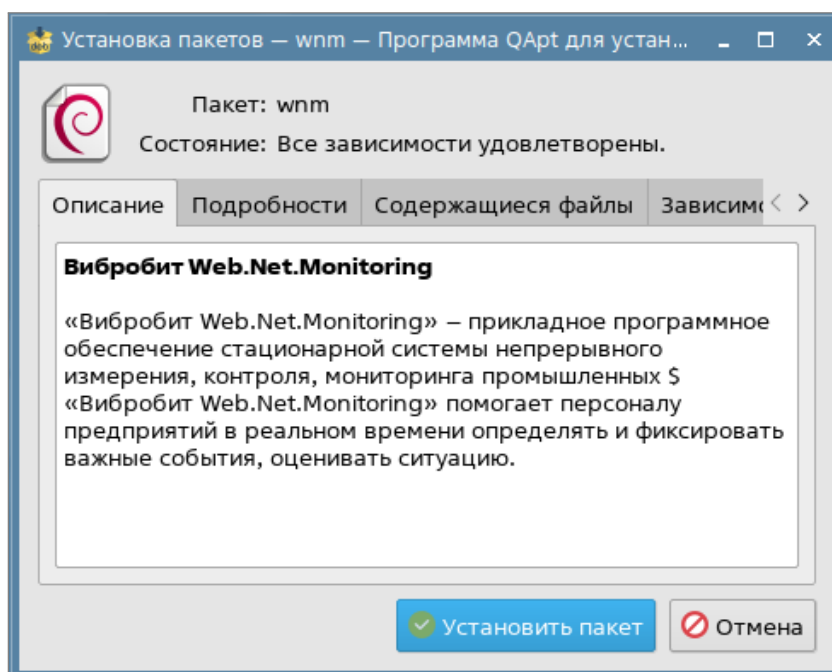 Установка пакетов — wnm — Программа QApt для устан...
Пакет: wnm
Состояние: Все зависимости удовлетворены.
Описание Подробности Содержащиеся файлы Зависимо
Вибробит Web.Net.Monitoring
«Вибробит Web.Net.Monitoring» — прикладное программное
обеспечение стационарной системы непрерывного
измерения, контроля, мониторинга промышленных $
«Вибробит Web.Net.Monitoring» помогает персоналу
предприятий в реальном времени определять и фиксировать
важные события, оценивать ситуацию.
Установить пакет Отмена